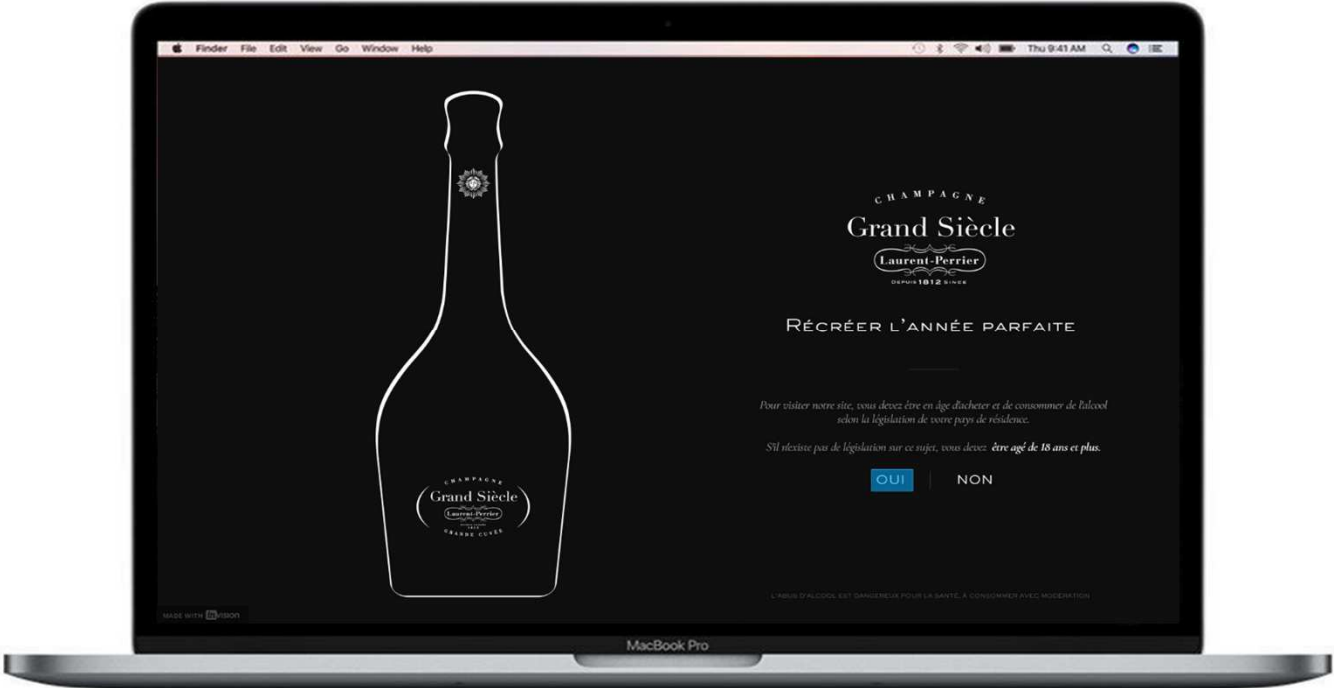 Finder File Edit View Go Window Help
Thu 9:41 AM
CHAMPAGNE
Grand Siècle
Laurent-Perrier
DEPUIS 1812 SINCE
RÉCRÉER L'ANNÉE PARFAITE
Pour visiter notre site, vous devez être en âge d'acheter et de consommer de l'alcool
selon la législation de votre pays de résidence.
S'il n'existe pas de législation sur ce sujet, vous devez être agé de 18 ans et plus.
OUI NON
L'ABUS D'ALCOOL EST DANGEREUX POUR LA SANTÉ, À CONSOMMER AVEC MODÉRATION
CHAMPAGNE
Grand Siècle
Laurent-Perrier
1812
GRANDE CUVÉE
MADE WITH InVISION
MacBook Pro